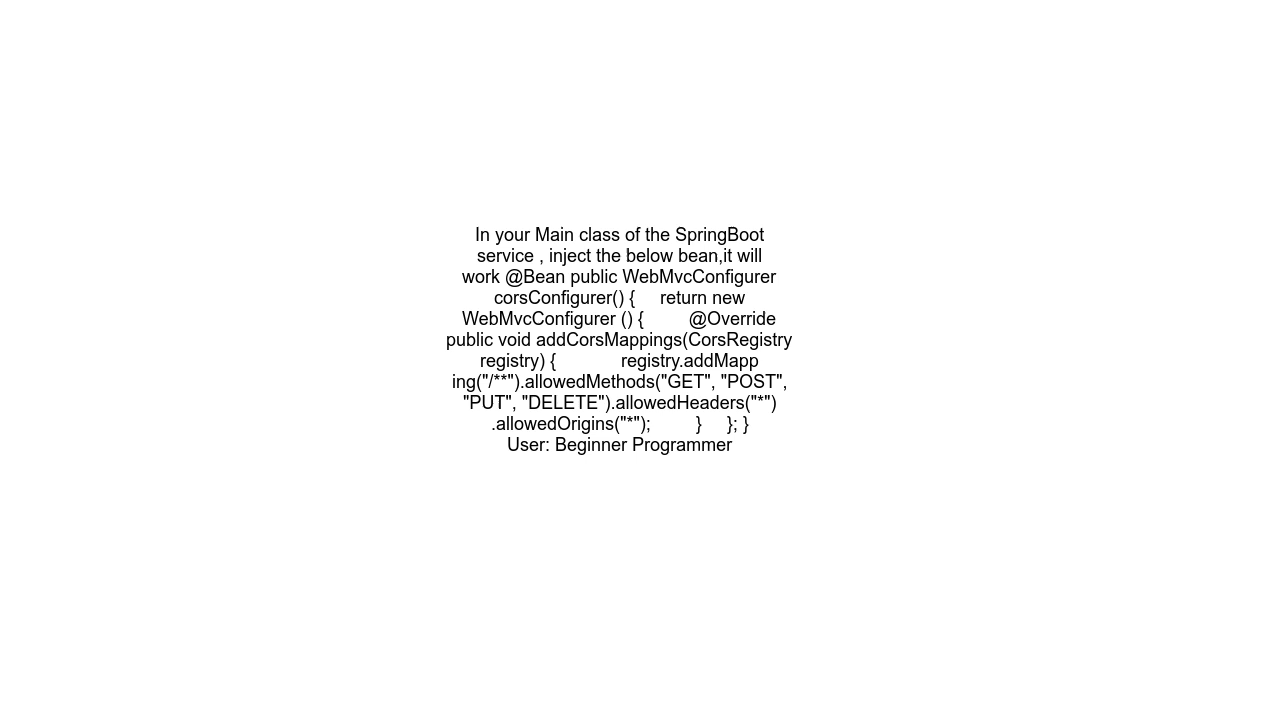 In your Main class of the SpringBoot
service , inject the below bean,it will
work @Bean public WebMvcConfigurer
corsConfigurer() {     return new
WebMvcConfigurer () {         @Override
public void addCorsMappings(CorsRegistry
registry) {             registry.addMapp
ing("/**").allowedMethods("GET", "POST",
"PUT", "DELETE").allowedHeaders("*")
.allowedOrigins("*");         }     }; }
User: Beginner Programmer